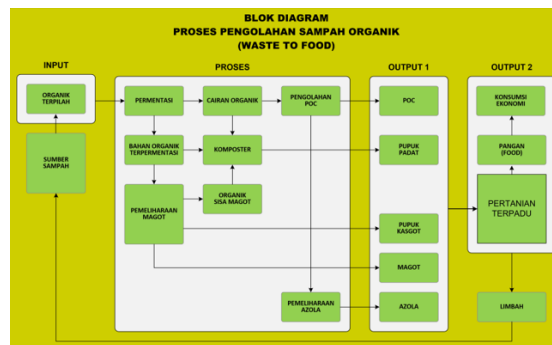 BLOK DIAGRAM
PROSES PENGOLAHAN SAMPAH ORGANIK
(WASTE TO FOOD)
INPUT
PROSES
OUTPUT 1
OUTPUT 2
ORGANIK
TERPILAH
SUMBER
SAMPAH
PERMENTASI
CAIRAN ORGANIK
PENGOLAHAN
POC
BAHAN ORGANIK
TERPERMENTASI
KOMPOSTER
PEMELIHARAAN
MAGOT
ORGANIK
SISA MAGOT
PEMELIHARAAN
AZOLA
POC
PUPUK
PADAT
PUPUK
KASGOT
MAGOT
AZOLA
KONSUMSI
EKONOMI
PANGAN
(FOOD)
PERTANIAN
TERPADU
LIMBAH